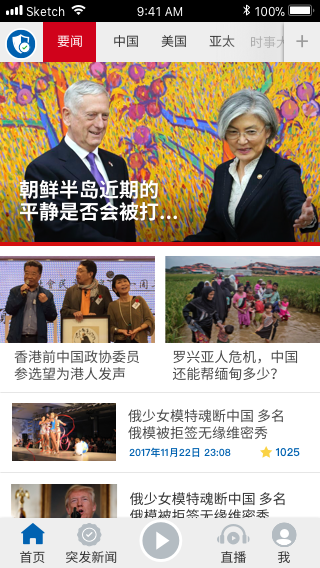 Sketch 9:41 AM 100%
要闻 中国 美国 亚太 时事大 +
朝鲜半岛近期的
平静是否会被打...
香港前中国政协委员
参选望为港人发声
罗兴亚人危机，中国
还能帮缅甸多少？
俄少女模特魂断中国 多名
俄模被拒签无缘维密秀
2017年11月22日 23:08 1025
俄少女模特魂断中国 多名
俄模被拒签无缘维密秀
首页 突发新闻 直播 我